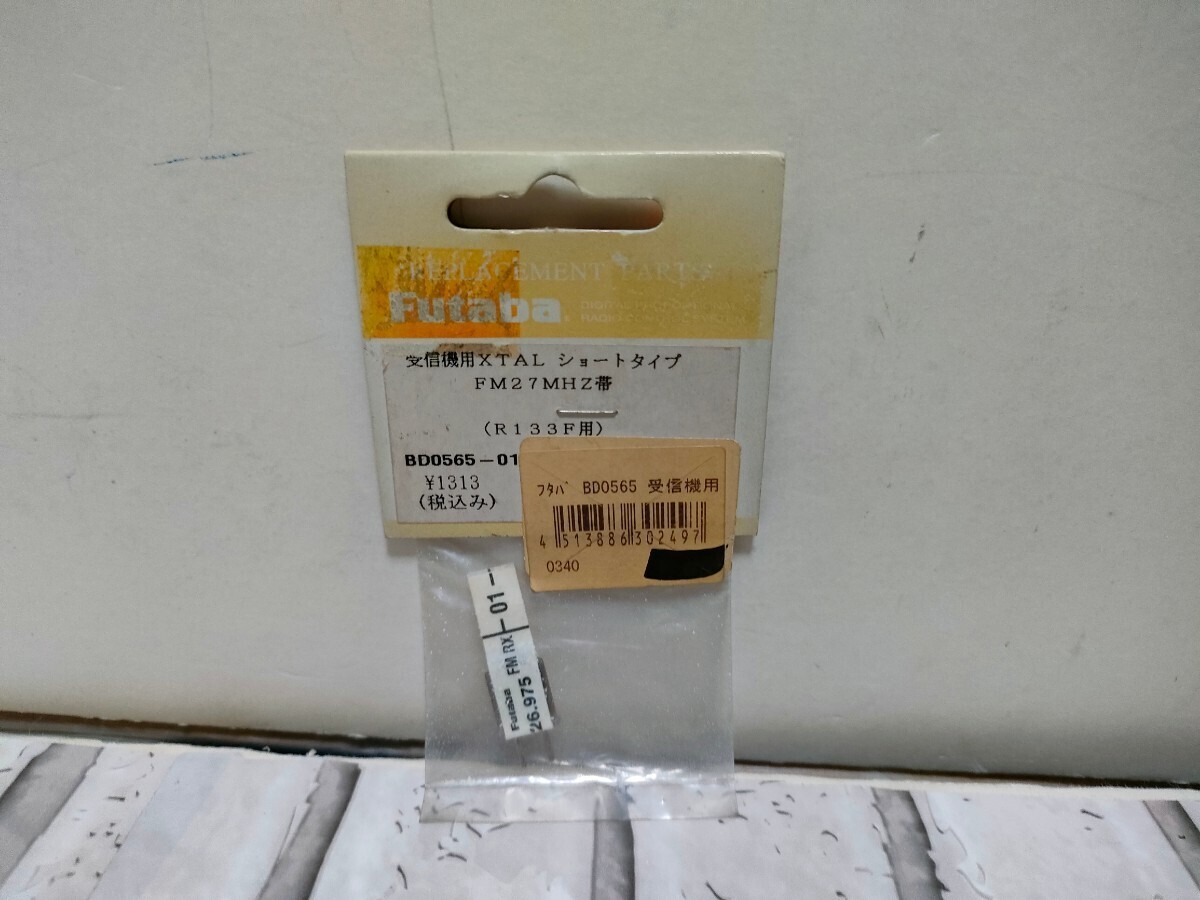 REPLACEMENT PARTS
Futaba
受信機用XTAL ショートタイプ
FM27MHZ帯
(R133F用)
BD0565-01
¥1313
(税込み)
フタバ BD0565 受信機用
4 513886 302497
0340
Futaba FM RX -01-
26.975